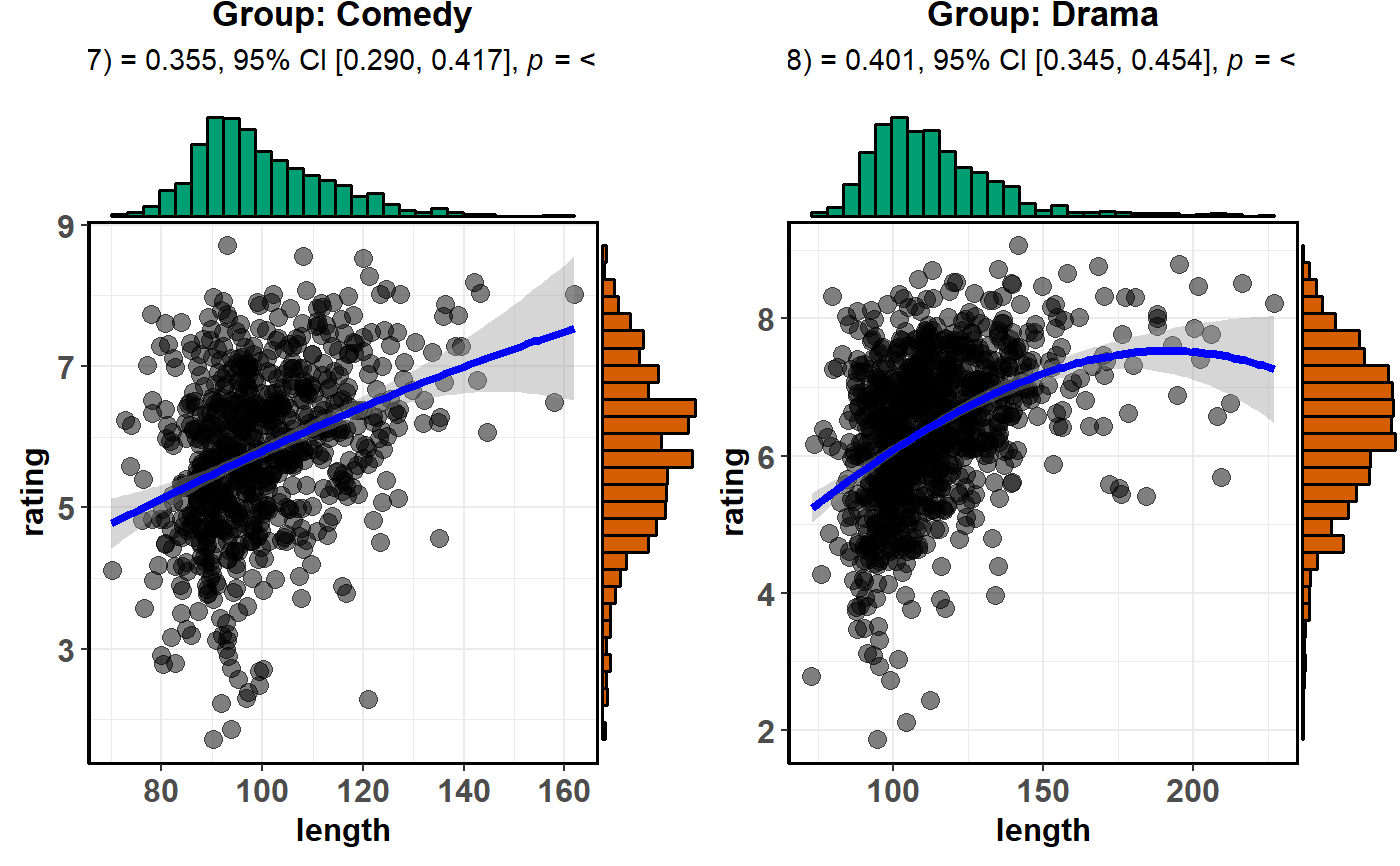 Group: Comedy
7) = 0.355, 95% CI [0.290, 0.417], p = <
9
7
5
3
rating
80 100 120 140 160
length
Group: Drama
8) = 0.401, 95% CI [0.345, 0.454], p = <
8
6
4
2
rating
100 150 200
length